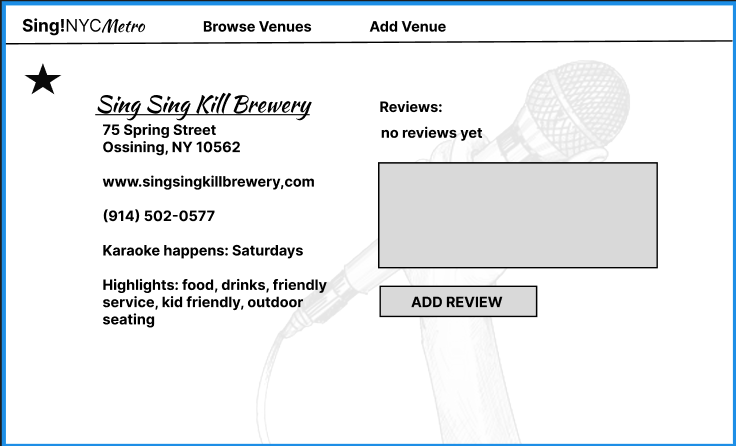 Sing!NYCMetro Browse Venues Add Venue
Sing Sing Kill Brewery
75 Spring Street
Ossining, NY 10562
www.singsingkillbrewery,com
(914) 502-0577
Karaoke happens: Saturdays
Highlights: food, drinks, friendly
service, kid friendly, outdoor
seating
Reviews:
no reviews yet
ADD REVIEW